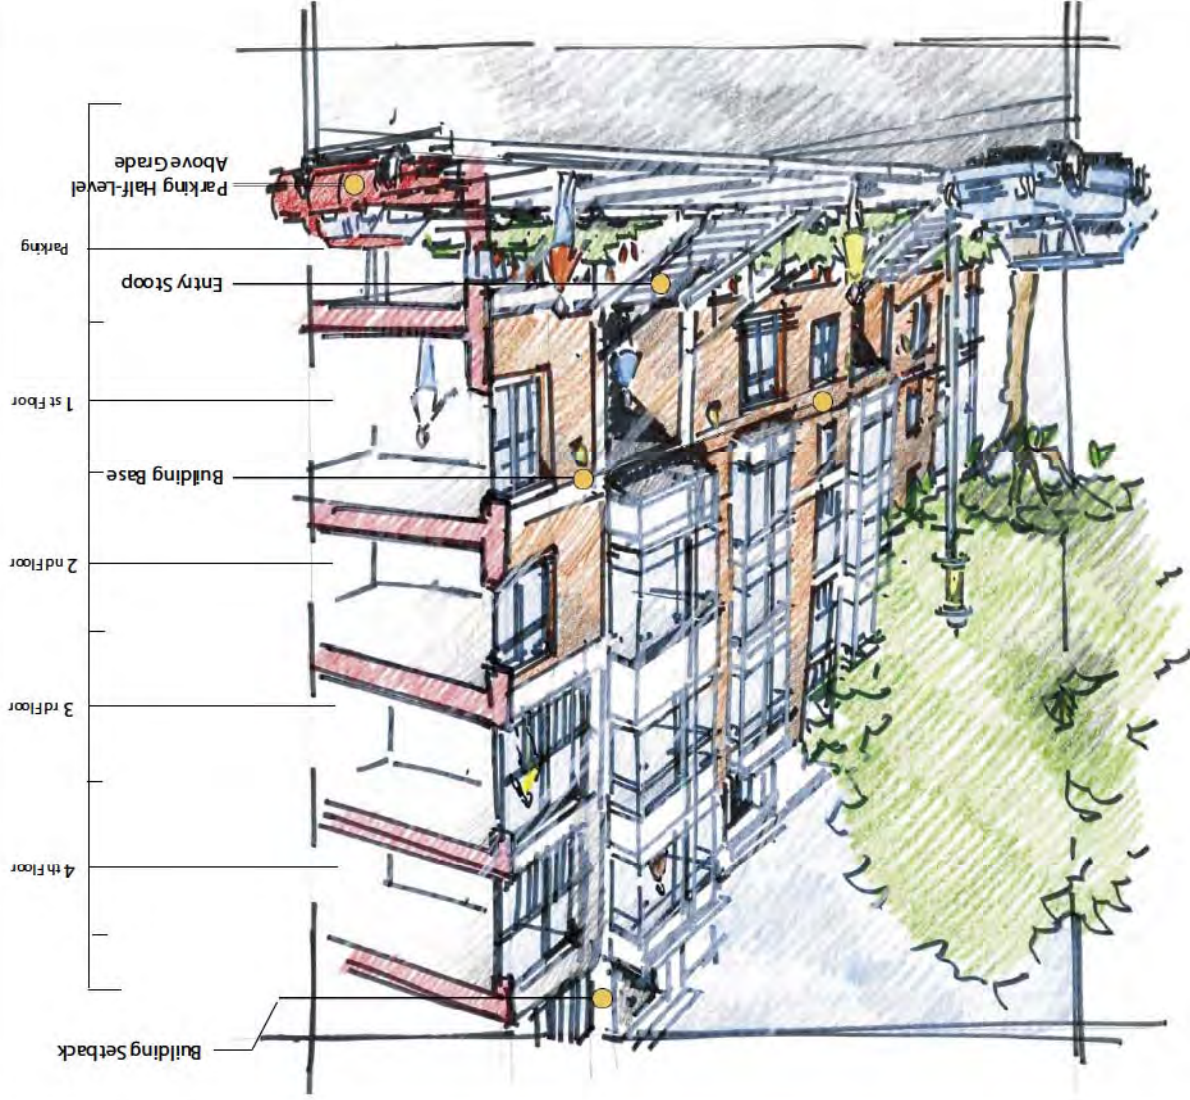 Building Setback
4 th Floor
3 rd Floor
2 nd Floor
Building Base
1 st Floor
Entry Stoop
Parking
Parking Half-Level
Above Grade